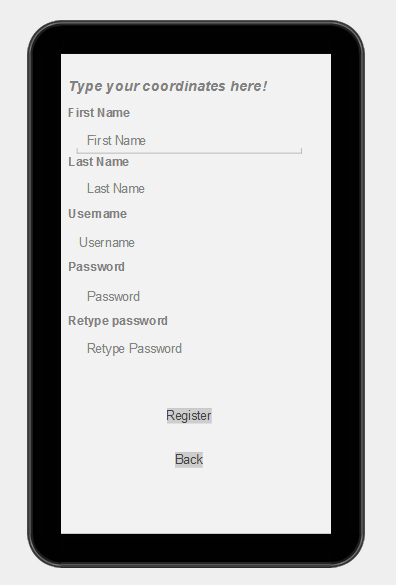 Type your coordinates here!
First Name
First Name
Last Name
Last Name
Username
Username
Password
Password
Retype password
Retype Password
Register
Back